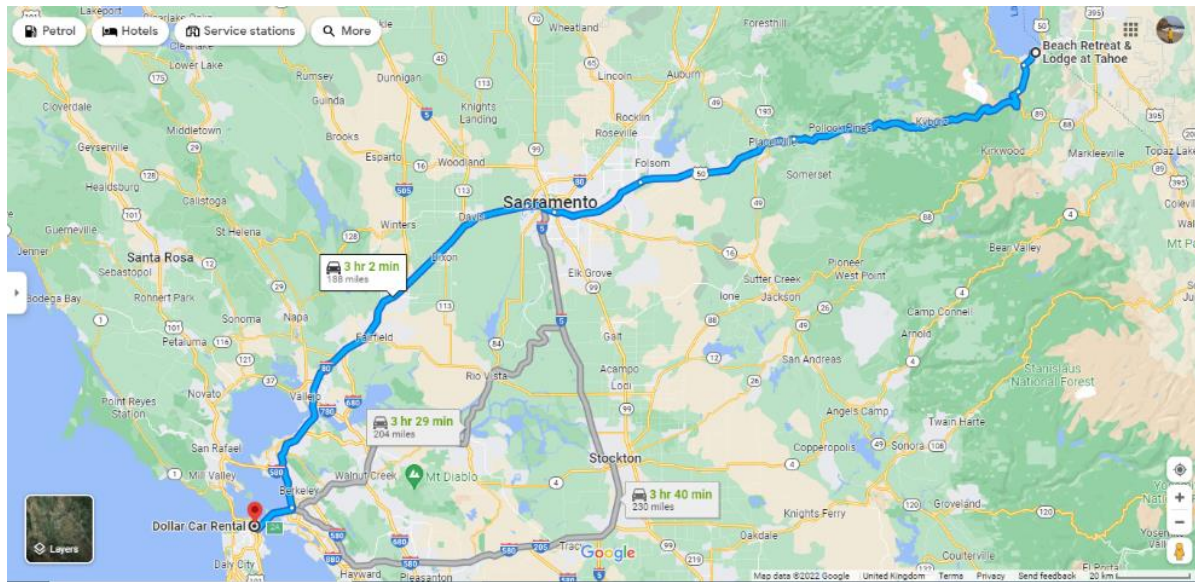 Petrol
Hotels
Service stations
More
Lakeport
Clearlake Oaks
Clearlake
Lower Lake
Cloverdale
Middletown
Geyserville
Healdsburg
Calistoga
Guerneville
St Helena
Santa Rosa
Sebastopol
Jenner
Bodega Bay
Rohnert Park
Sonoma
Napa
Petaluma
Point Reyes
Station
Novato
San Rafael
Mill Valley
Vallejo
Berkeley
Dollar Car Rental
Daly City
Hayward
Pleasanton
Walnut Creek
Mt Diablo
Rumsey
Guinda
Brooks
Esparto
Dunnigan
Knights
Landing
Woodland
Winters
Davis
Dixon
Fairfield
Rio Vista
Sacramento
Elk Grove
Galt
Acampo
Lodi
Stockton
Wheatland
Lincoln
Auburn
Rocklin
Roseville
Folsom
Foresthill
Placerville
Pollock Pines
Kyburz
Somerset
Beach Retreat &
Lodge at Tahoe
Kirkwood
Markleeville
Topaz Lake
Bear Valley
Pioneer
West Point
Sutter Creek
Jackson
Ione
Camp Connell
Arnold
San Andreas
Stanislaus
National Forest
Angels Camp
Twain Harte
Copperopolis
Sonora
Knights Ferry
Groveland
Oakdale
Coulterville
El Portal
3 hr 2 min
188 miles
3 hr 29 min
204 miles
3 hr 40 min
230 miles
Layers
Google
Map data ©2022 Google
United Kingdom
Terms
Privacy
Send feedback
20 km